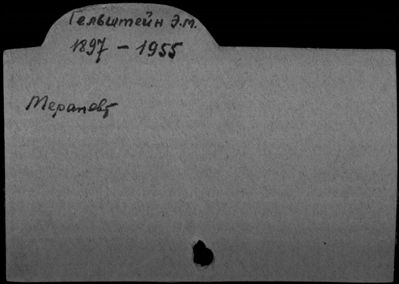 Гельштейн Э.М.
1897 – 1955
Терапевт